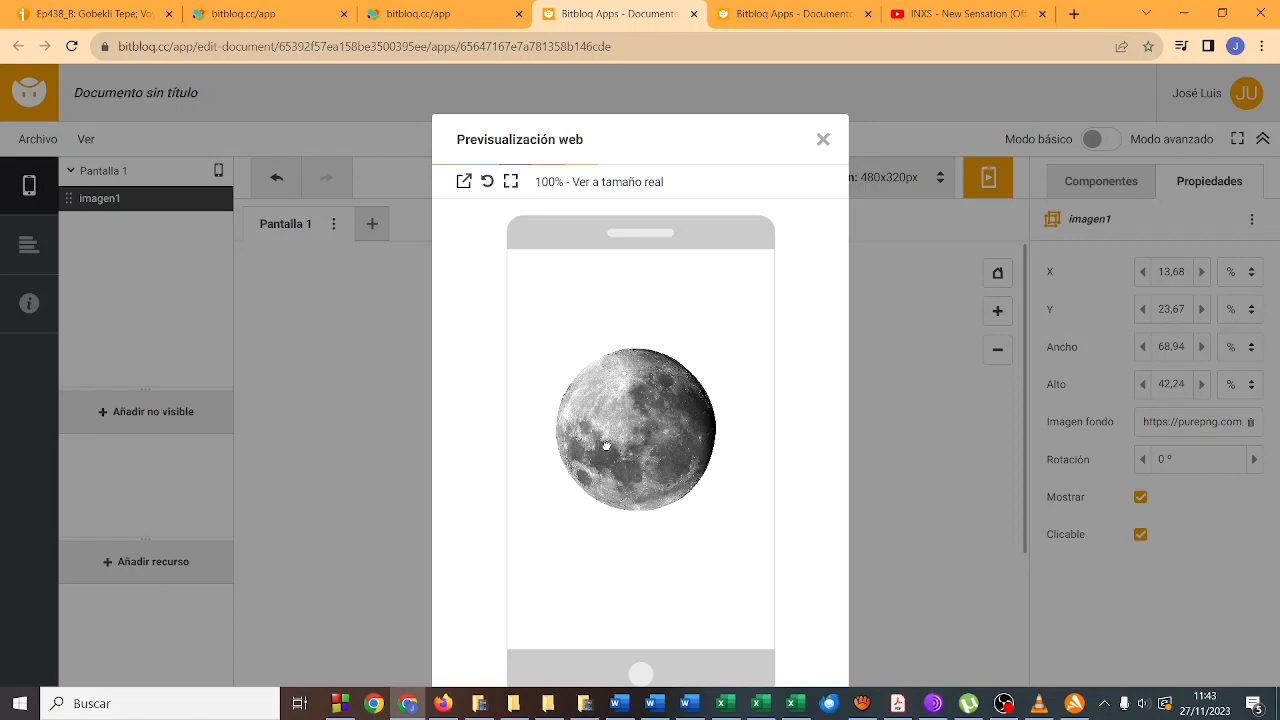 Ep438_B: Gobekli Tepe; Vo
bitbloq.cc/app
bitbloq.cc/app
Bitbloq Apps - Documento
Bitbloq Apps - Documento
INXS - New Sensation (Offi
bitbloq.cc/app/edit-document/65392f57ea158be3500395ee/apps/65647167e7a781358b146cde
J
Documento sin título
José Luis JU
Archivo Ver
Modo básico Modo avanzado
Previsualización web
Pantalla 1
imagen1
100% - Ver a tamaño real
n: 480x320px
Componentes Propiedades
Pantalla 1
imagen1
X 13,68 %
Y 23,67 %
Ancho 68,94 %
Alto 42,24 %
Imagen fondo https://purepng.com
Rotación 0 º
Mostrar
Clicable
+ Añadir no visible
+ Añadir recurso
Buscar
11:43
27/11/2023